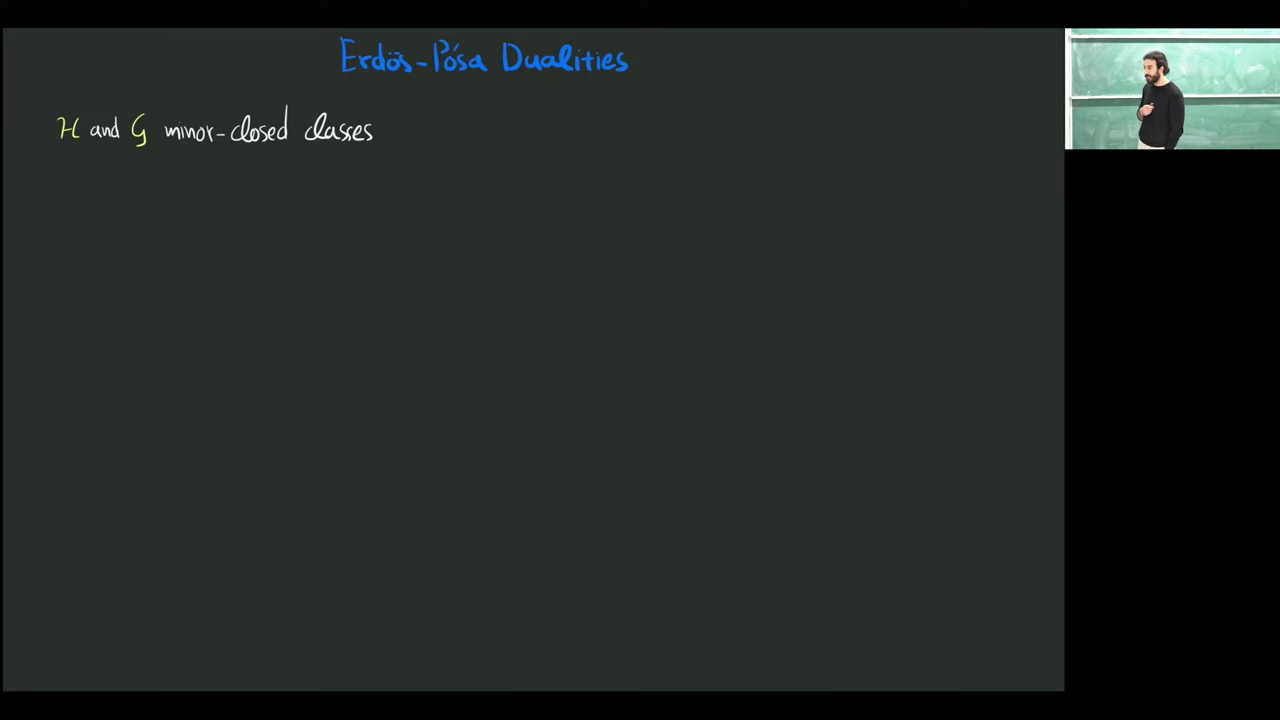 Erdös-Pósa Dualities
H and G minor-closed classes